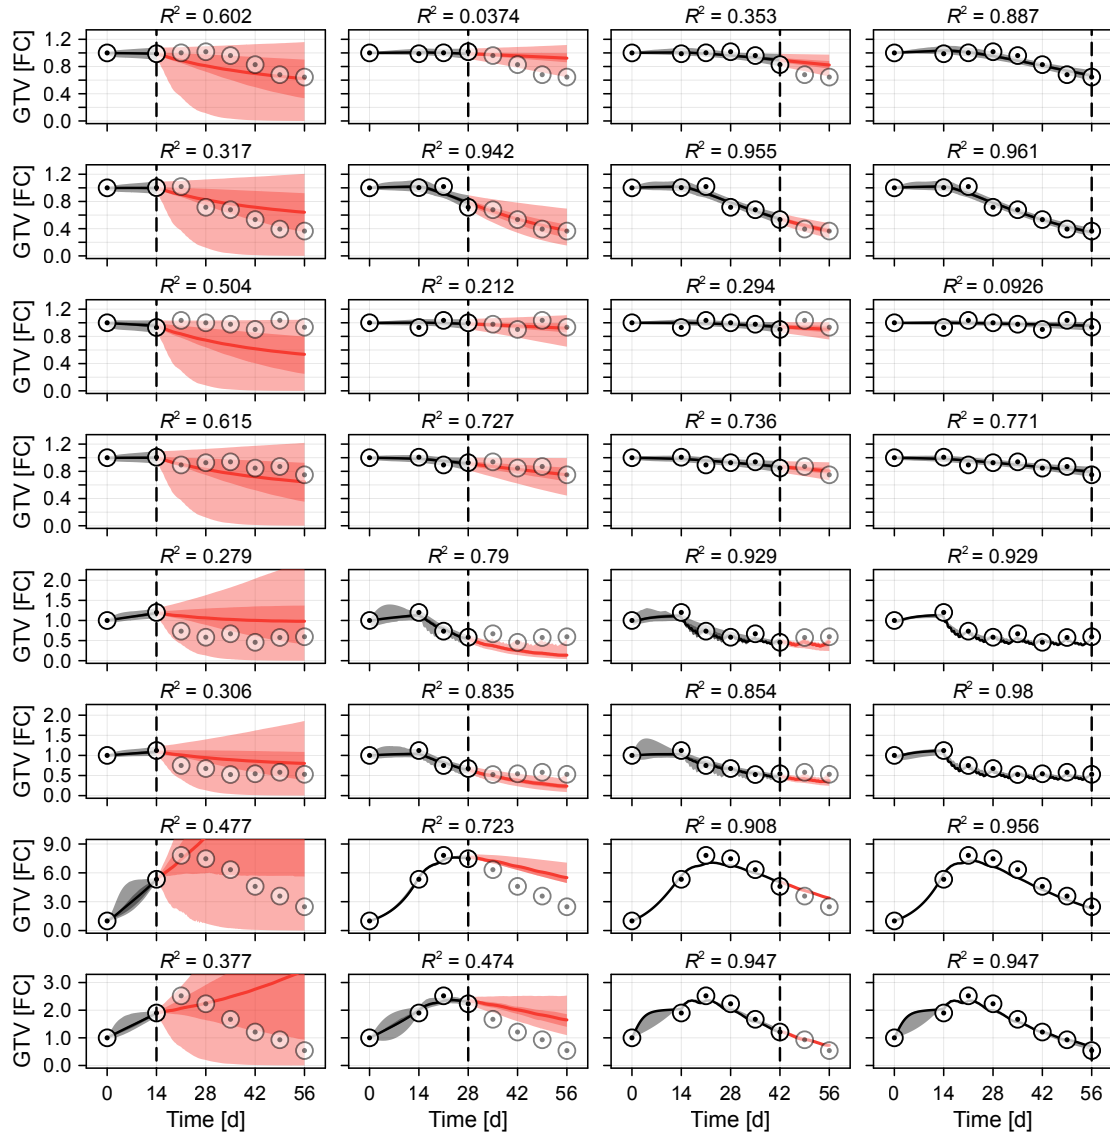 R² = 0.602 R² = 0.0374 R² = 0.353 R² = 0.887
GTV [FC]
1.2
0.8
0.4
0.0
R² = 0.317 R² = 0.942 R² = 0.955 R² = 0.961
GTV [FC]
1.2
0.8
0.4
0.0
R² = 0.504 R² = 0.212 R² = 0.294 R² = 0.0926
GTV [FC]
1.2
0.8
0.4
0.0
R² = 0.615 R² = 0.727 R² = 0.736 R² = 0.771
GTV [FC]
1.2
0.8
0.4
0.0
R² = 0.279 R² = 0.79 R² = 0.929 R² = 0.929
GTV [FC]
2.0
1.5
1.0
0.5
0.0
R² = 0.306 R² = 0.835 R² = 0.854 R² = 0.98
GTV [FC]
2.0
1.5
1.0
0.5
0.0
R² = 0.477 R² = 0.723 R² = 0.908 R² = 0.956
GTV [FC]
9.0
6.0
3.0
0.0
R² = 0.377 R² = 0.474 R² = 0.947 R² = 0.947
GTV [FC]
3.0
2.0
1.0
0.0
0 14 28 42 56 0 14 28 42 56 0 14 28 42 56 0 14 28 42 56
Time [d] Time [d] Time [d] Time [d]